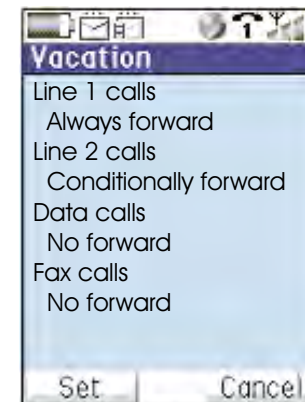 Vacation
Line 1 calls
Always forward
Line 2 calls
Conditionally forward
Data calls
No forward
Fax calls
No forward
Set Cancel